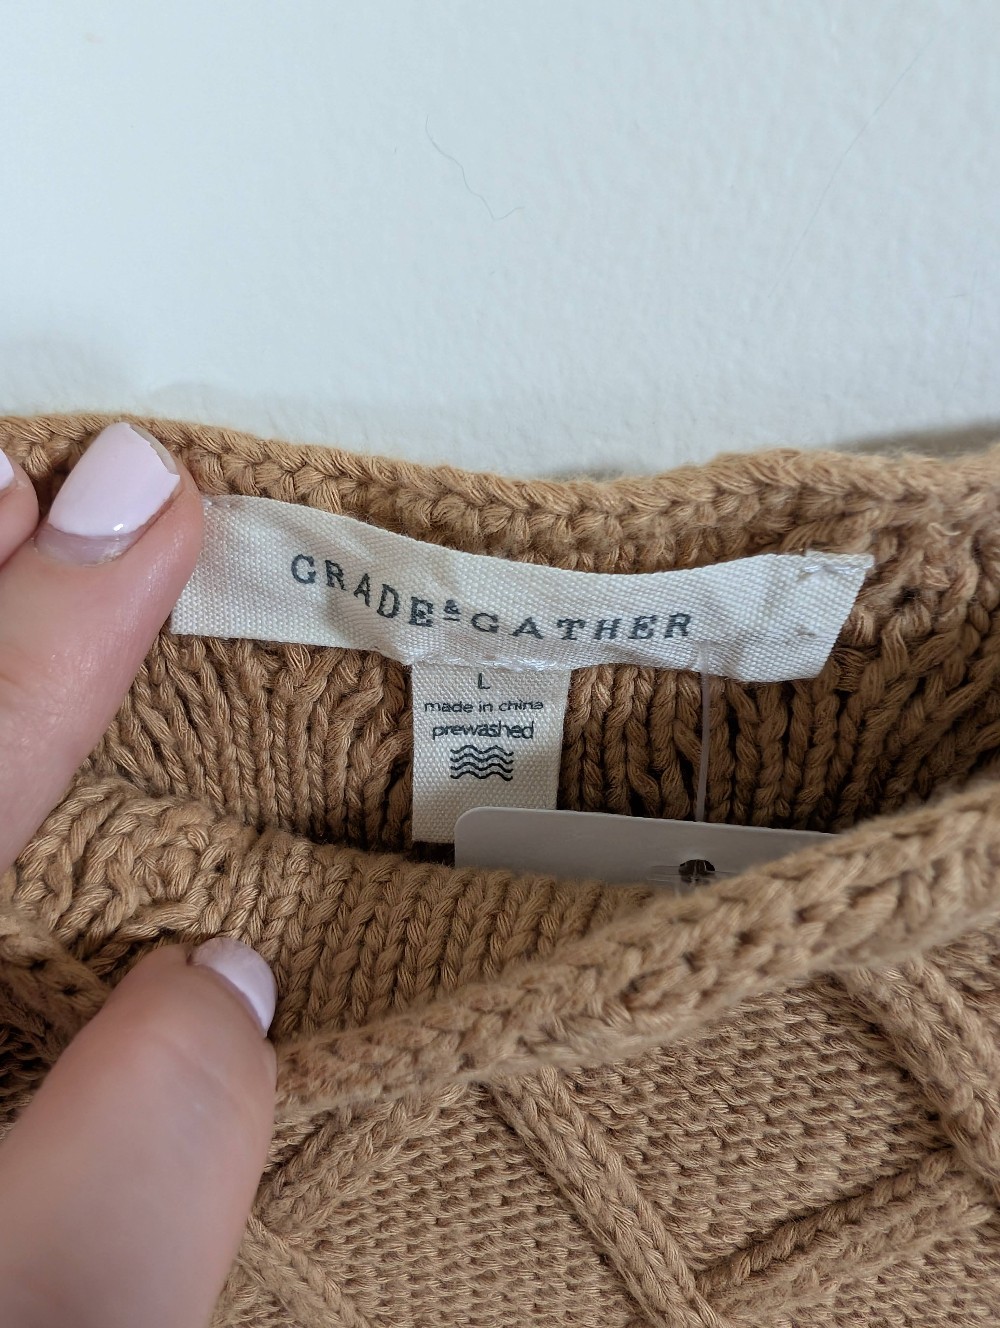 GRADE & GATHER
L
made in china
prewashed